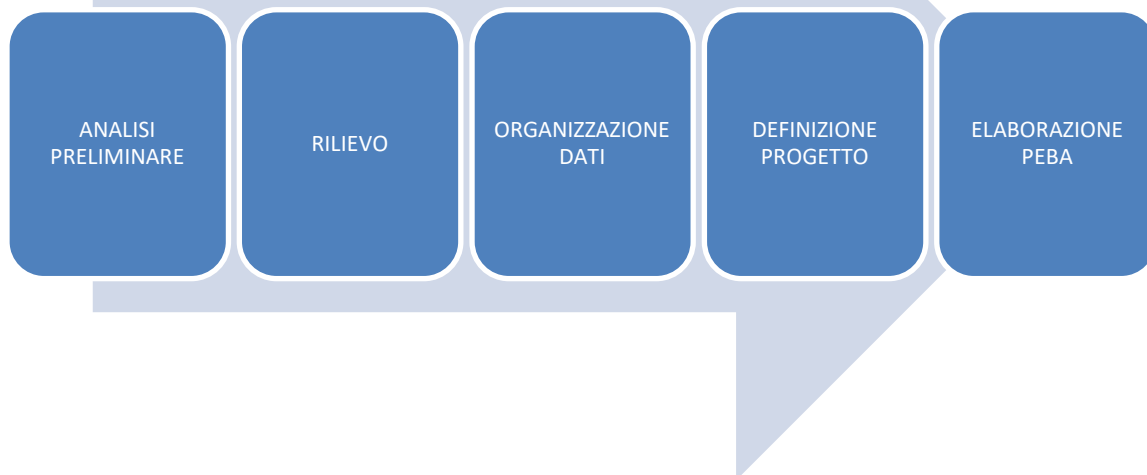 ANALISI
PRELIMINARE
RILIEVO
ORGANIZZAZIONE
DATI
DEFINIZIONE
PROGETTO
ELABORAZIONE
PEBA